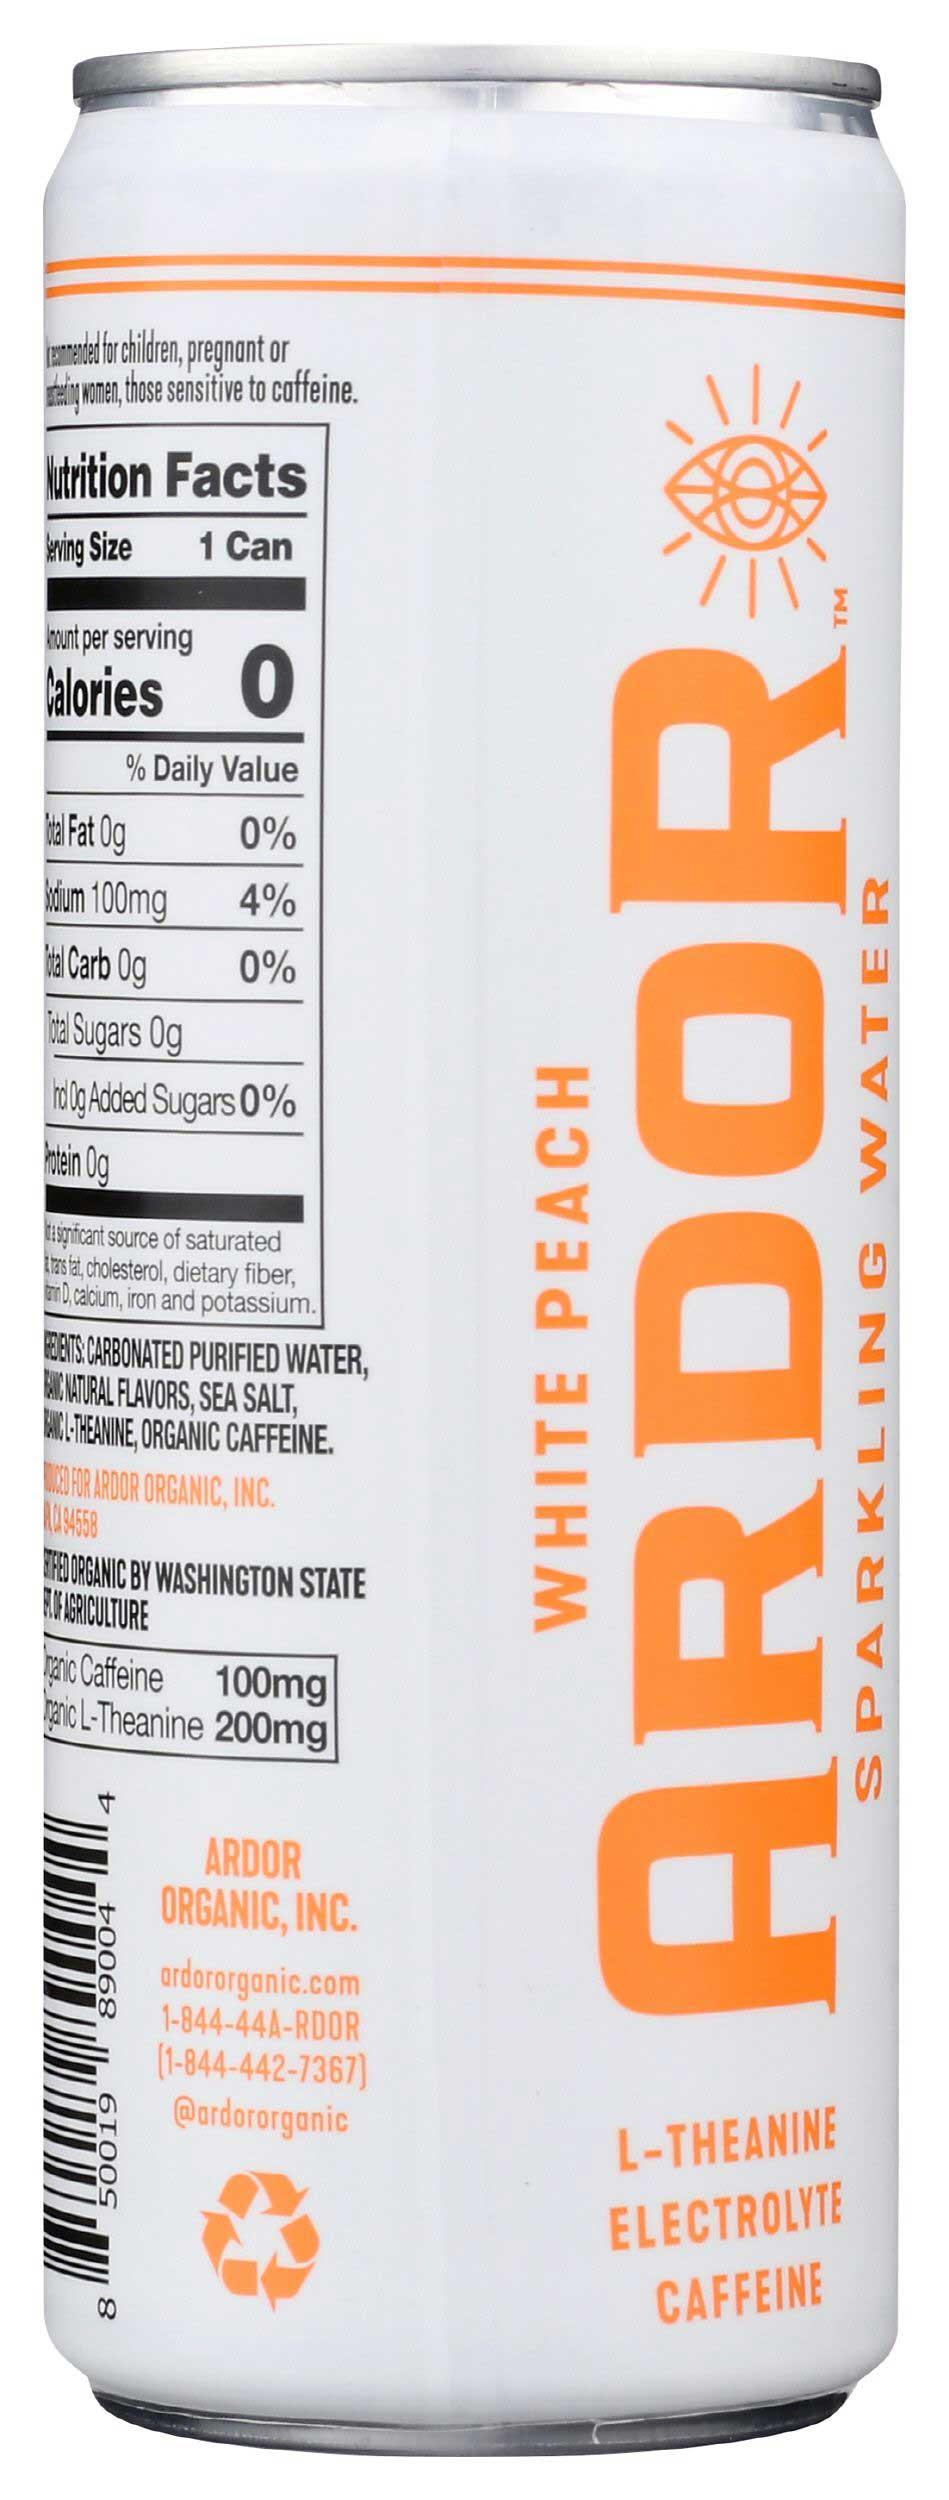 recommended for children, pregnant or
women, those sensitive to caffeine.
Nutrition Facts
Serving Size 1 Can
Amount per serving
Calories 0
% Daily Value
Total Fat 0g 0%
Sodium 100mg 4%
Total Carb 0g 0%
Total Sugars 0g
Incl 0g Added Sugars 0%
Protein 0g
a significant source of saturated
trans fat, cholesterol, dietary fiber,
D, calcium, iron and potassium.
CARBONATED PURIFIED WATER,
NATURAL FLAVORS, SEA SALT,
L-THEANINE, ORGANIC CAFFEINE.
FOR ARDOR ORGANIC, INC.
CA 94558
ORGANIC BY WASHINGTON STATE
OF AGRICULTURE
Organic Caffeine 100mg
Organic L-Theanine 200mg
8 50019 89004 4
ARDOR
ORGANIC, INC.
ardororganic.com
1-844-44A-RDOR
(1-844-442-7367)
@ardororganic
WHITE PEACH
ARDOR™
SPARKLING WATER
L-THEANINE
ELECTROLYTE
CAFFEINE